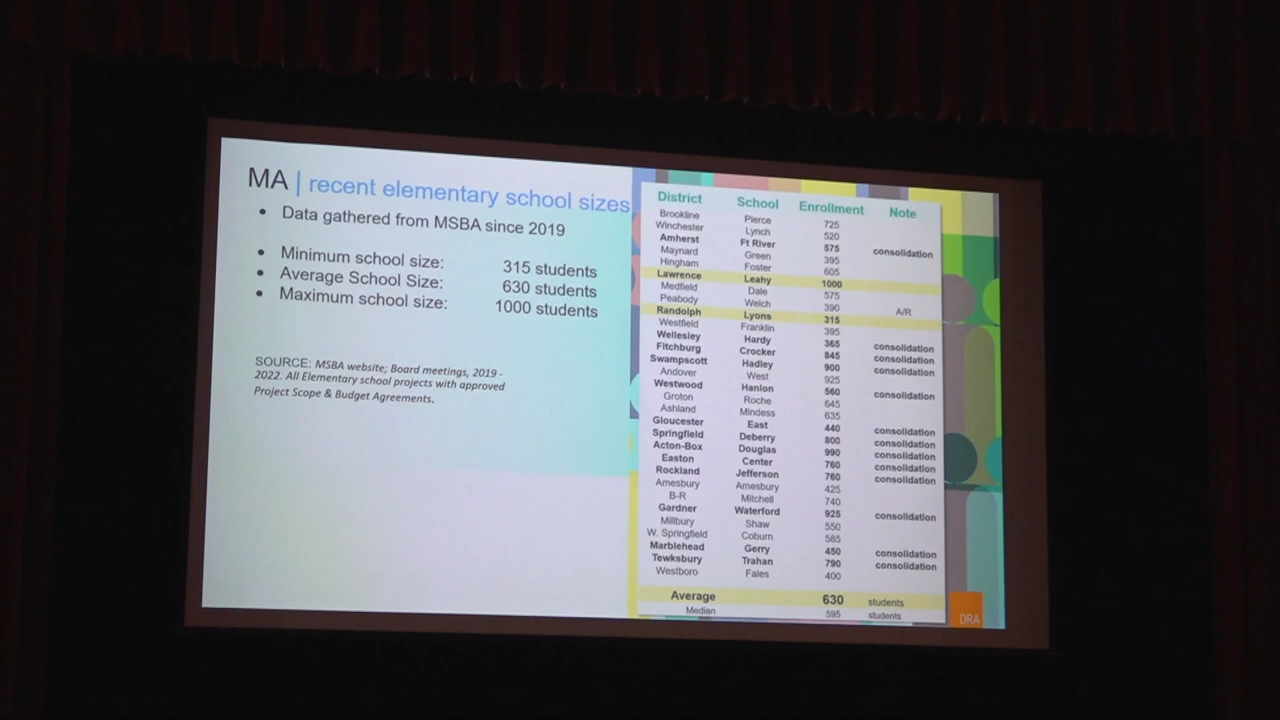 MA | recent elementary school sizes
• Data gathered from MSBA since 2019
• Minimum school size: 315 students
• Average School Size: 630 students
• Maximum school size: 1000 students
SOURCE: MSBA website; Board meetings, 2019 -
2022. All Elementary school projects with approved
Project Scope & Budget Agreements.
District School Enrollment Note
Brookline Pierce 725
Winchester Lynch 520
Amherst Ft River 575 consolidation
Maynard Green 395
Hingham Foster 605
Lawrence Leahy 1000
Medfield Dale 575
Peabody Welch 390 A/R
Randolph Lyons 315
Westfield Franklin 395
Wellesley Hardy 365 consolidation
Fitchburg Crocker 845 consolidation
Swampscott Hadley 900 consolidation
Andover West 925
Westwood Hanlon 560 consolidation
Groton Roche 645
Ashland Mindess 635
Gloucester East 440 consolidation
Springfield Deberry 800 consolidation
Acton-Box Douglas 990 consolidation
Easton Center 760 consolidation
Rockland Jefferson 760 consolidation
Amesbury Amesbury 425
B-R Mitchell 740
Gardner Waterford 925 consolidation
Millbury Shaw 550
W. Springfield Coburn 585
Marblehead Gerry 450 consolidation
Tewksbury Trahan 790 consolidation
Westboro Fales 400
Average 630 students
Median 595 students
DRA